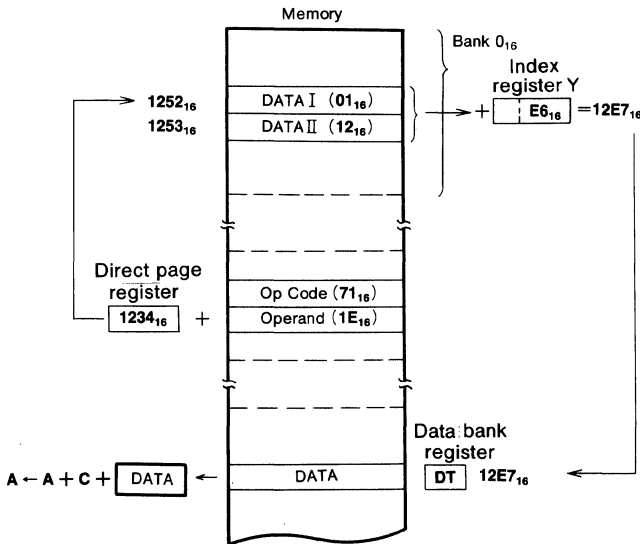 Memory
Bank 0₁₆
Index register Y
1252₁₆ DATA I (01₁₆) + E6₁₆ = 12E7₁₆
1253₁₆ DATA II (12₁₆)
Direct page register
Op Code (71₁₆)
1234₁₆ + Operand (1E₁₆)
Data bank register
A ← A + C + DATA ← DATA DT 12E7₁₆